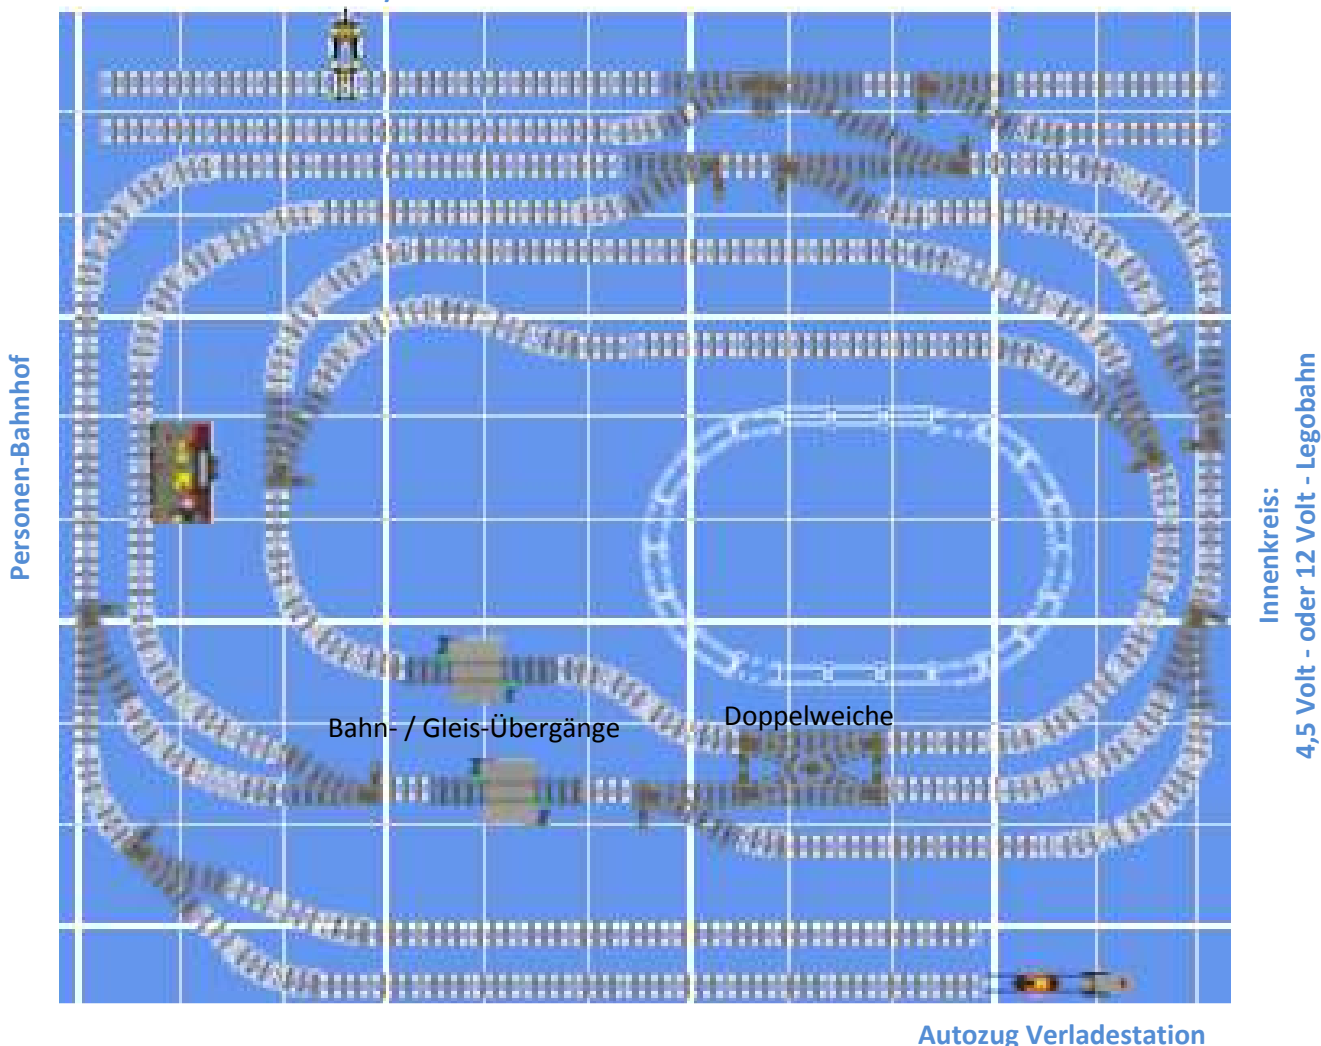 Personen-Bahnhof
Bahn- / Gleis-Übergänge
Doppelweiche
Innenkreis:
4,5 Volt - oder 12 Volt - Legobahn
Autozug Verladestation